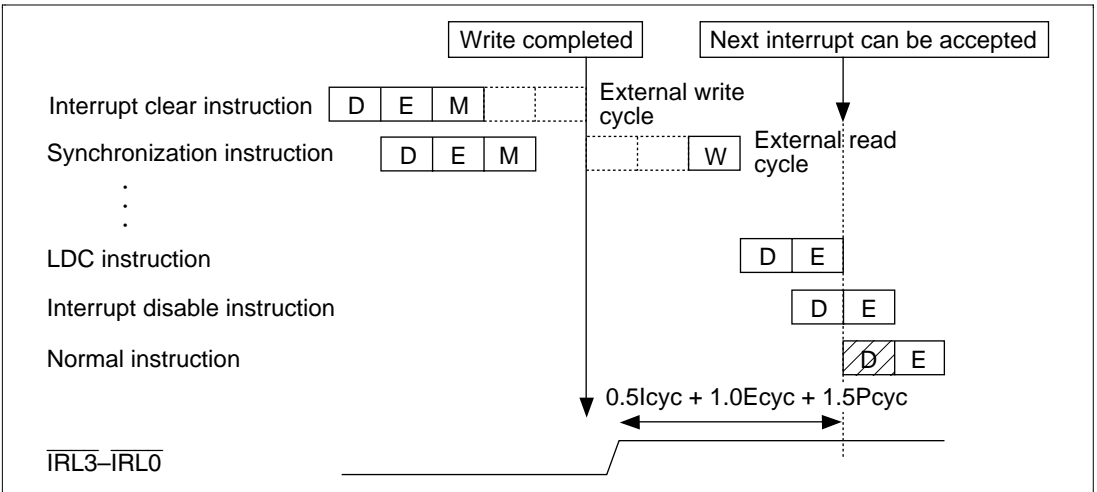 Write completed
Next interrupt can be accepted
Interrupt clear instruction
D E M
External write
cycle
Synchronization instruction
D E M
W
External read
cycle
.
.
.
LDC instruction
D E
Interrupt disable instruction
D E
Normal instruction
D E
0.5Icyc + 1.0Ecyc + 1.5Pcyc
IRL3–IRL0